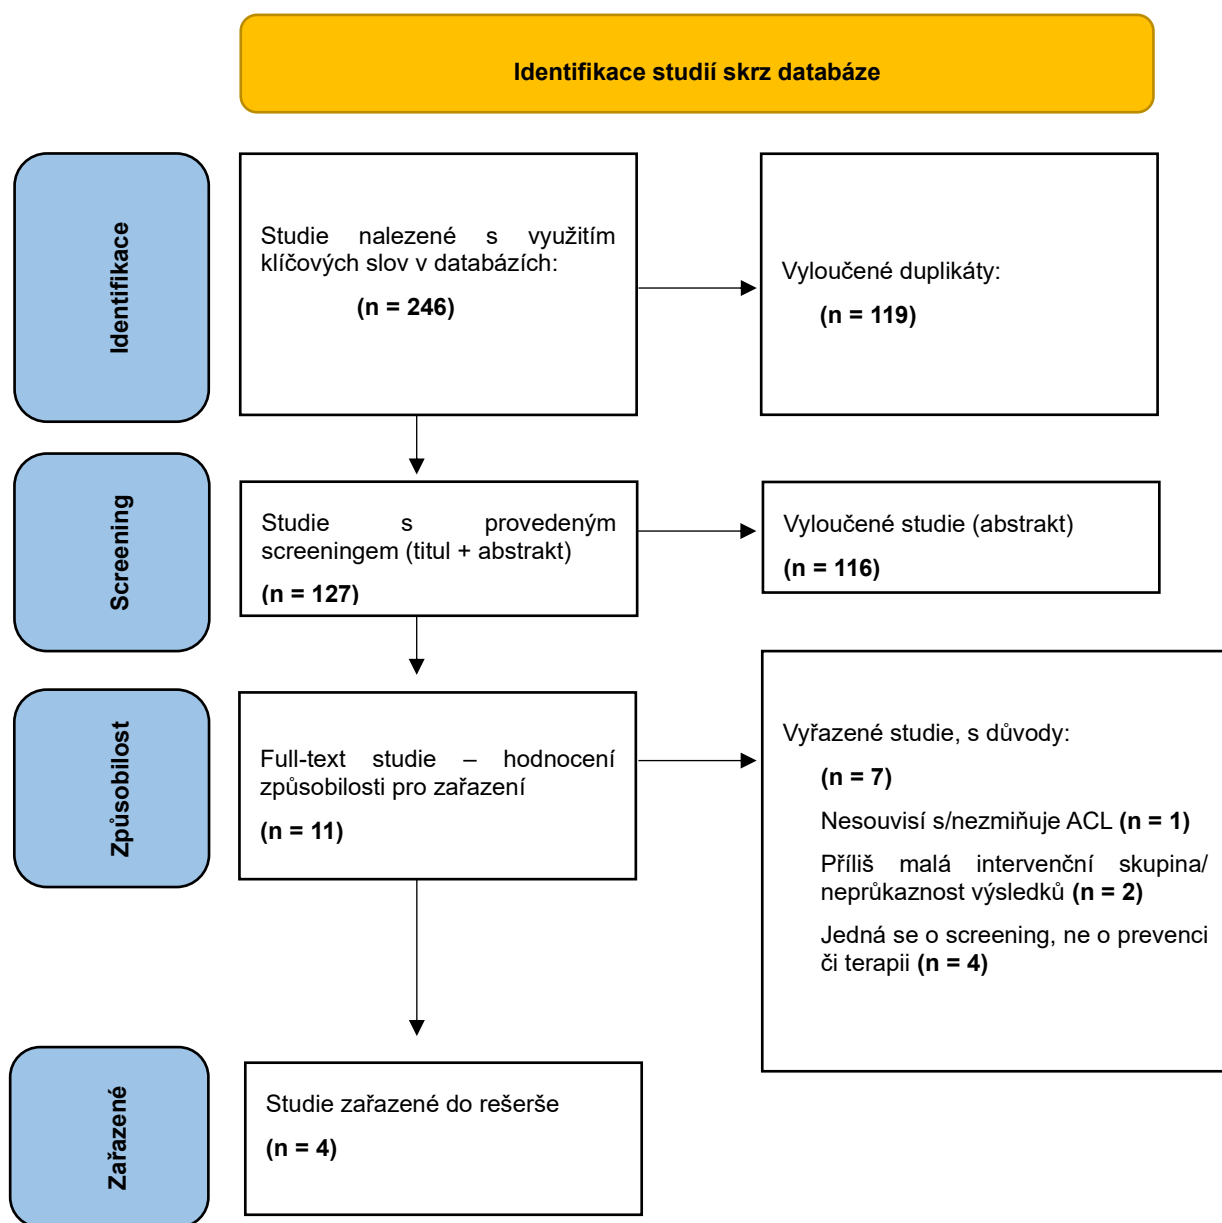 Identifikace studií skrz databáze
Identifikace
Studie nalezené s využitím
klíčových slov v databázích:
(n = 246)
Vyloučené duplikáty:
(n = 119)
Screening
Studie s provedeným
screeningem (titul + abstrakt)
(n = 127)
Vyloučené studie (abstrakt)
(n = 116)
Způsobilost
Full-text studie – hodnocení
způsobilosti pro zařazení
(n = 11)
Vyřazené studie, s důvody:
(n = 7)
Nesouvisí s/nezmiňuje ACL (n = 1)
Příliš malá intervenční skupina/
neprůkaznost výsledků (n = 2)
Jedná se o screening, ne o prevenci
či terapii (n = 4)
Zařazené
Studie zařazené do rešerše
(n = 4)